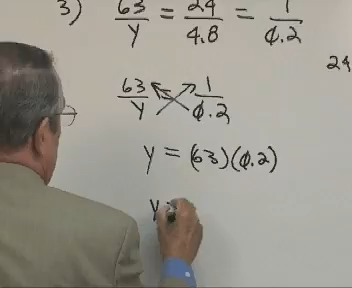 3) 63/Y = 24/4.8 = 1/0.2
24
63/Y 1/0.2
y = (63)(0.2)
y =